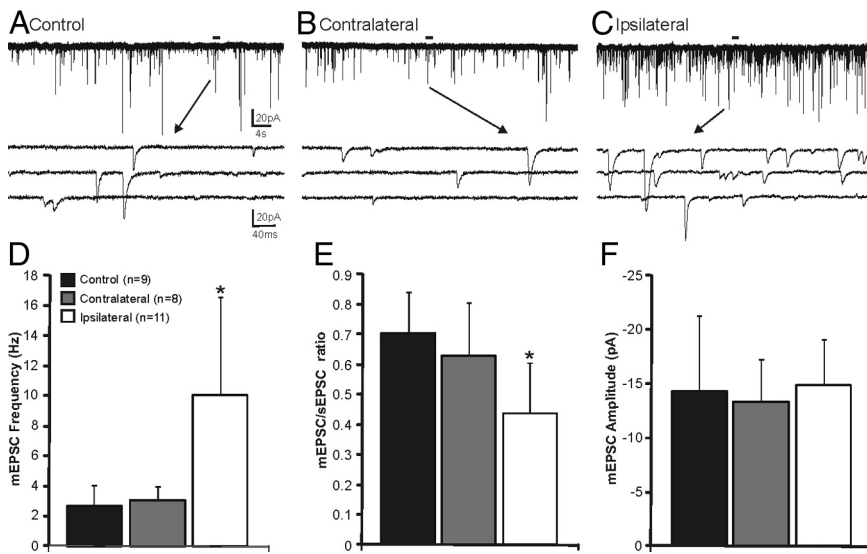 A Control
B Contralateral
C Ipsilateral
20pA
4s
20pA
40ms
D
mEPSC Frequency (Hz)
18
16
14
12
10
8
6
4
2
0
Control (n=9)
Contralateral (n=8)
Ipsilateral (n=11)
*
E
mEPSC/sEPSC ratio
0.9
0.8
0.7
0.6
0.5
0.4
0.3
0.2
0.1
0
*
F
mEPSC Amplitude (pA)
-25
-20
-15
-10
-5
0